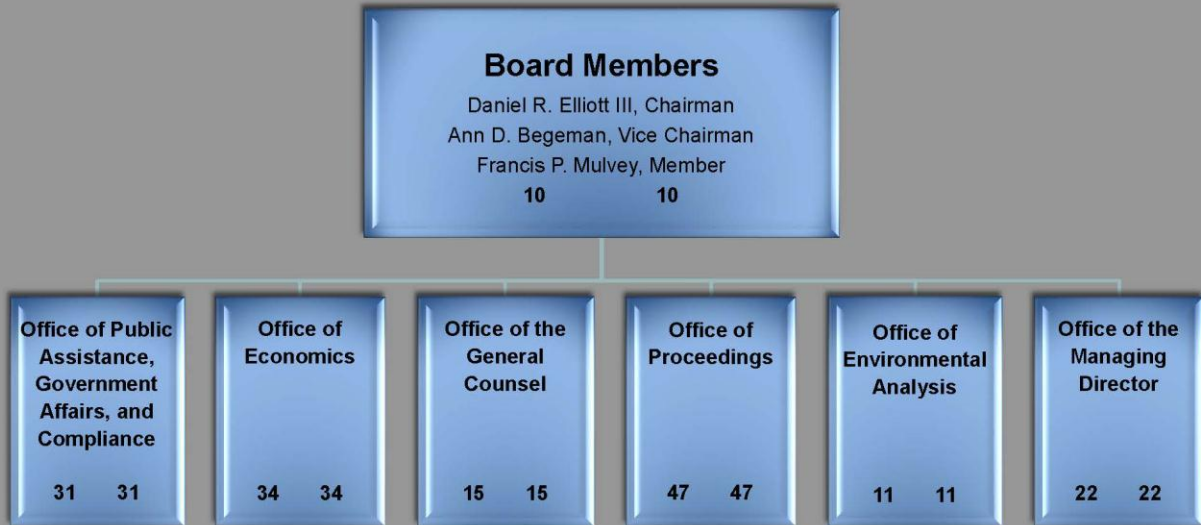 Board Members
Daniel R. Elliott III, Chairman
Ann D. Begeman, Vice Chairman
Francis P. Mulvey, Member
10 10
Office of Public
Assistance,
Government
Affairs, and
Compliance
31 31
Office of
Economics
34 34
Office of the
General
Counsel
15 15
Office of
Proceedings
47 47
Office of
Environmental
Analysis
11 11
Office of the
Managing
Director
22 22